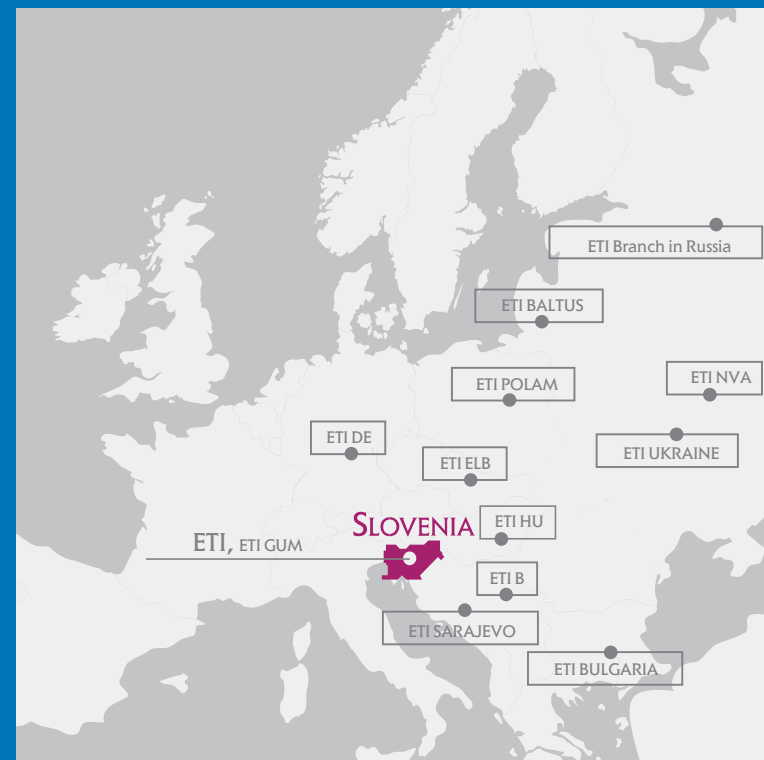 ETI Branch in Russia
ETI BALTUS
ETI NVA
ETI POLAM
ETI DE
ETI UKRAINE
ETI ELB
SLOVENIA
ETI HU
ETI, ETI GUM
ETI B
ETI SARAJEVO
ETI BULGARIA